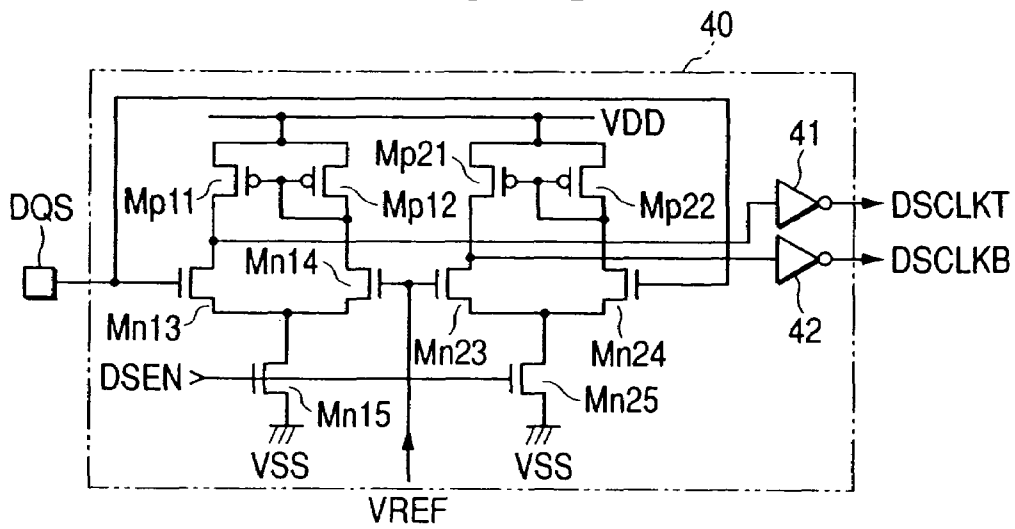 40
VDD
41
Mp21
Mp11
Mp12
Mp22
DQS
DSCLKT
Mn14
DSCLKB
Mn13
Mn23
Mn24
42
DSEN
Mn15
Mn25
VSS
VSS
VREF